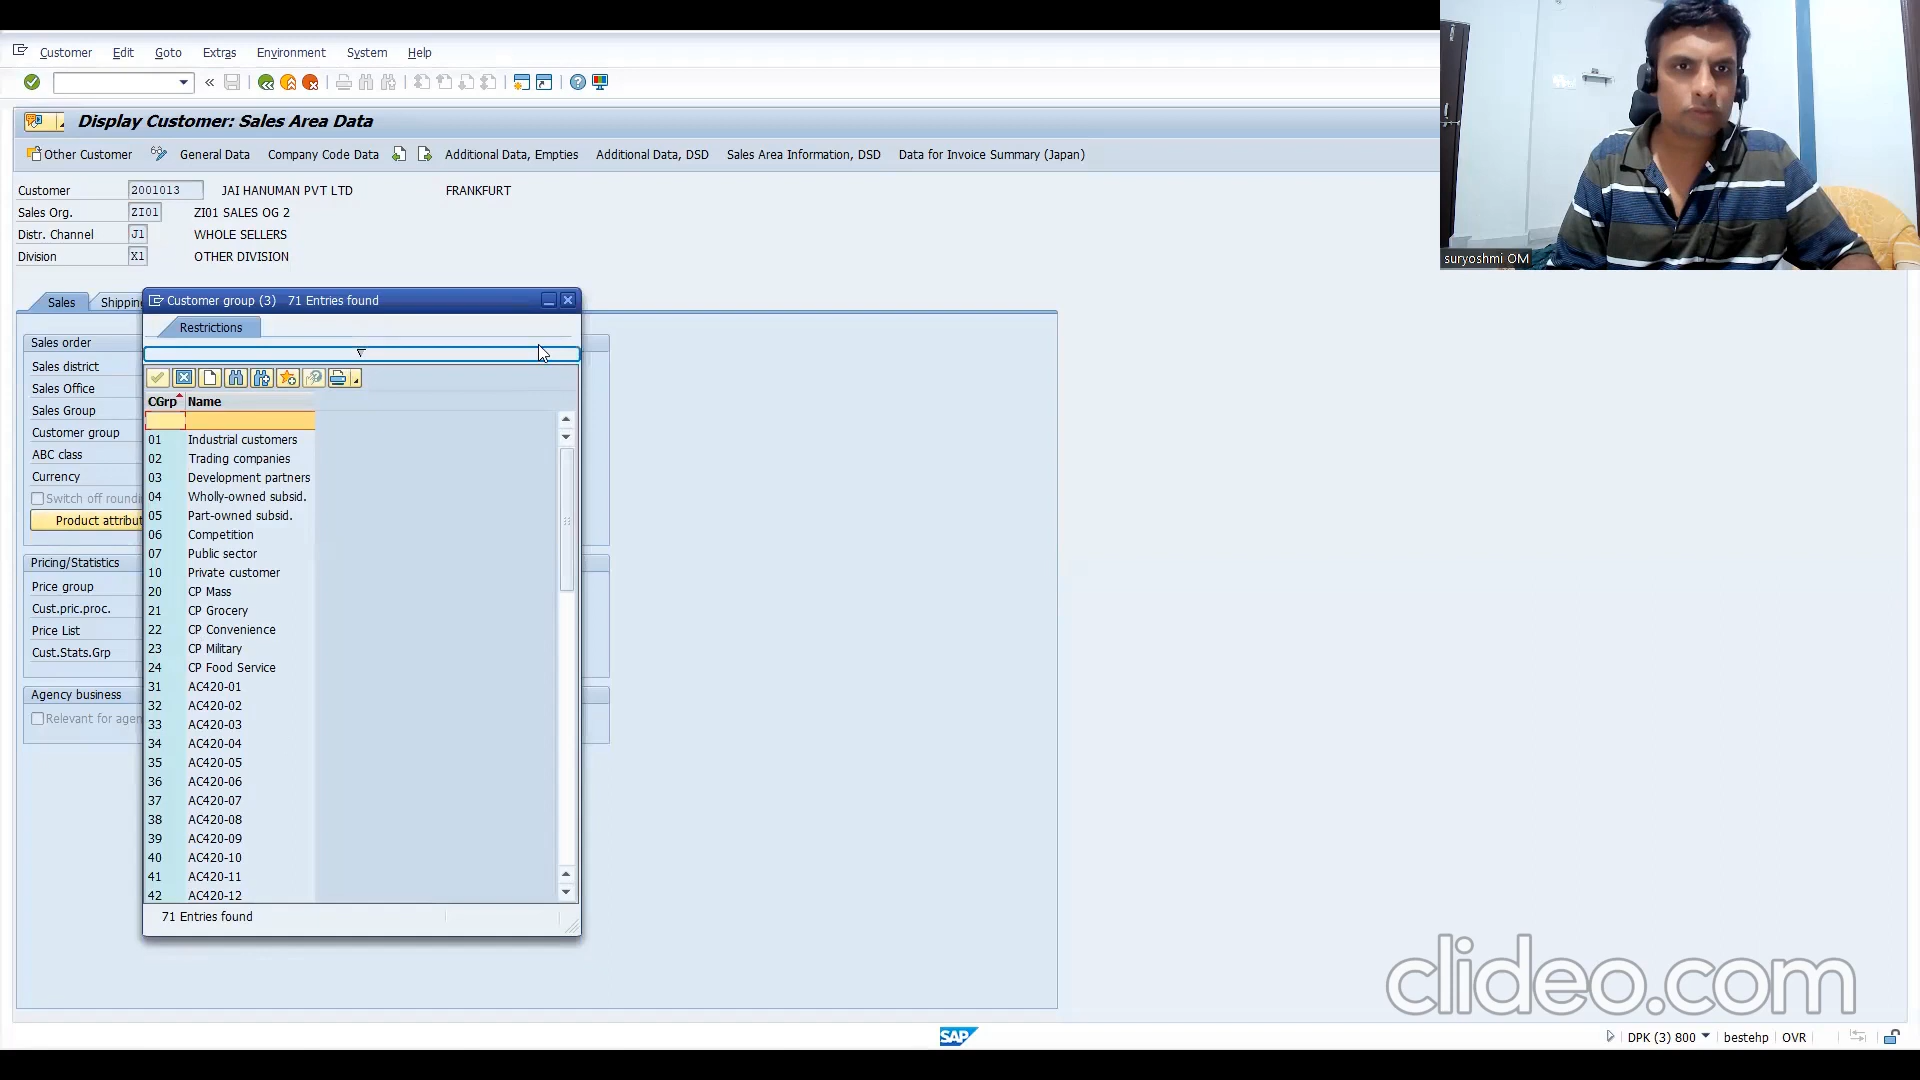 Customer Edit Goto Extras Environment System Help
Display Customer: Sales Area Data
Other Customer General Data Company Code Data Additional Data, Empties Additional Data, DSD Sales Area Information, DSD Data for Invoice Summary (Japan)
Customer 2001013 JAI HANUMAN PVT LTD FRANKFURT
Sales Org. ZI01 ZI01 SALES OG 2
Distr. Channel J1 WHOLE SELLERS
Division X1 OTHER DIVISION
suryoshmi OM
Sales
Sales order
Sales district
Sales Office
Sales Group
Customer group
ABC class
Currency
Switch off
Product
Pricing/Statistics
Price group
Cust.pric.proc.
Price List
Cust.Stats.Grp
Agency business
Relevant for
Customer group (3) 71 Entries found
Restrictions
CGrp Name
01 Industrial customers
02 Trading companies
03 Development partners
04 Wholly-owned subsid.
05 Part-owned subsid.
06 Competition
07 Public sector
10 Private customer
20 CP Mass
21 CP Grocery
22 CP Convenience
23 CP Military
24 CP Food Service
31 AC420-01
32 AC420-02
33 AC420-03
34 AC420-04
35 AC420-05
36 AC420-06
37 AC420-07
38 AC420-08
39 AC420-09
40 AC420-10
41 AC420-11
42 AC420-12
71 Entries found
clideo.com
SAP
DPK (3) 800 bestehp OVR